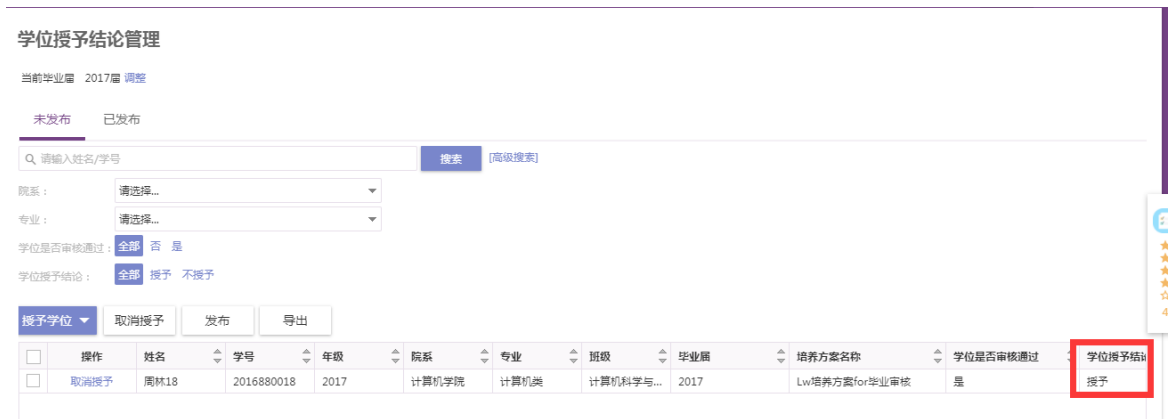 学位授予结论管理
当前毕业届 2017届 调整
未发布 已发布
请输入姓名/学号 搜索 [高级搜索]
院系： 请选择...
专业： 请选择...
学位是否审核通过： 全部 否 是
学位授予结论： 全部 授予 不授予
授予学位 取消授予 发布 导出
操作 姓名 学号 年级 院系 专业 班级 毕业届 培养方案名称 学位是否审核通过 学位授予结论
取消授予 周林18 2016880018 2017 计算机学院 计算机类 计算机科学与... 2017 Lw培养方案for毕业审核 是 授予
4